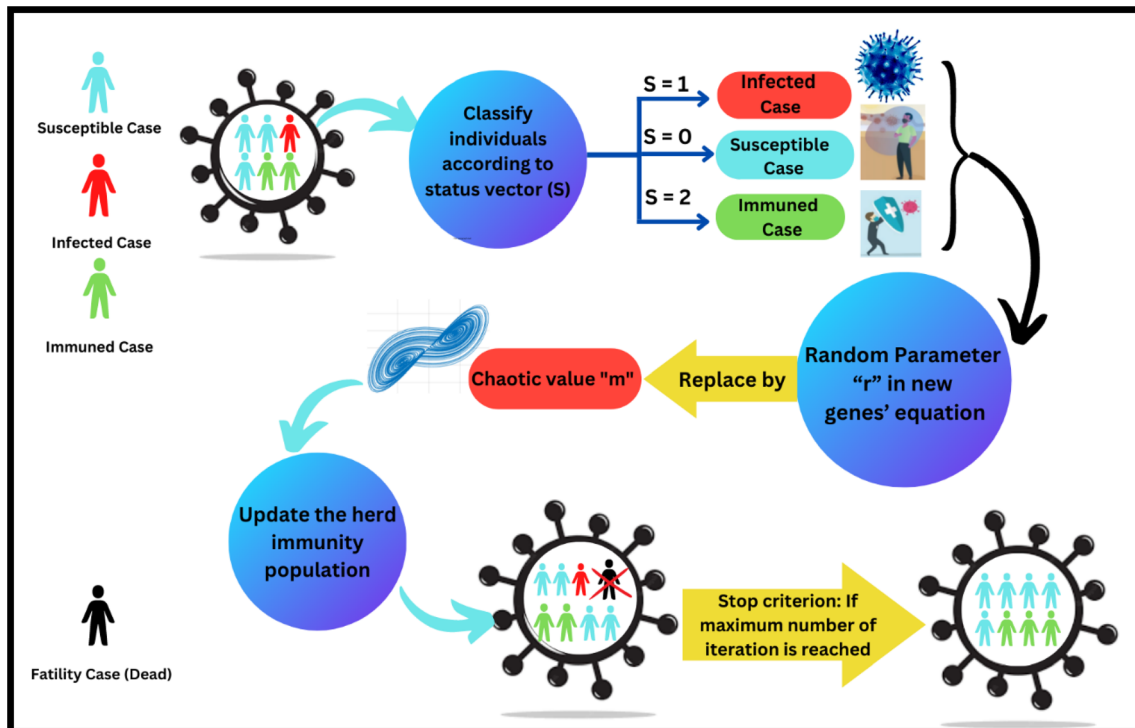 Susceptible Case
Infected Case
Immuned Case
Classify
individuals
according to
status vector (S)
S = 1
Infected
Case
S = 0
Susceptible
Case
S = 2
Immuned
Case
Random Parameter
“r” in new
genes’ equation
Replace by
Chaotic value "m"
Update the herd
immunity
population
Stop criterion: If
maximum number of
iteration is reached
Fatility Case (Dead)